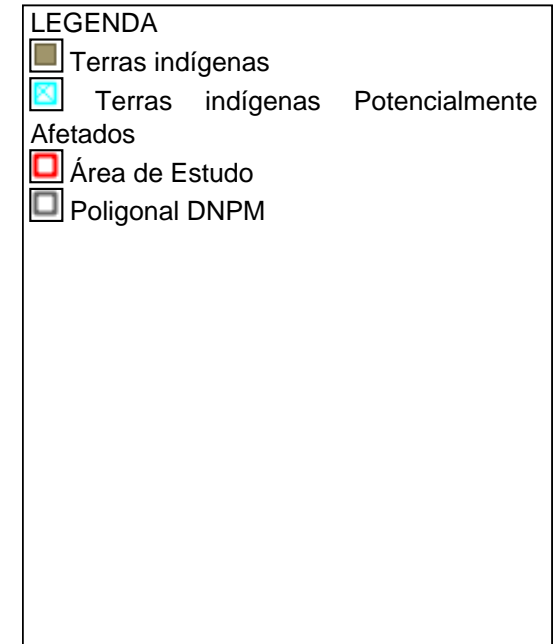 LEGENDA
Terras indígenas
Terras indígenas Potencialmente
Afetados
Área de Estudo
Poligonal DNPM